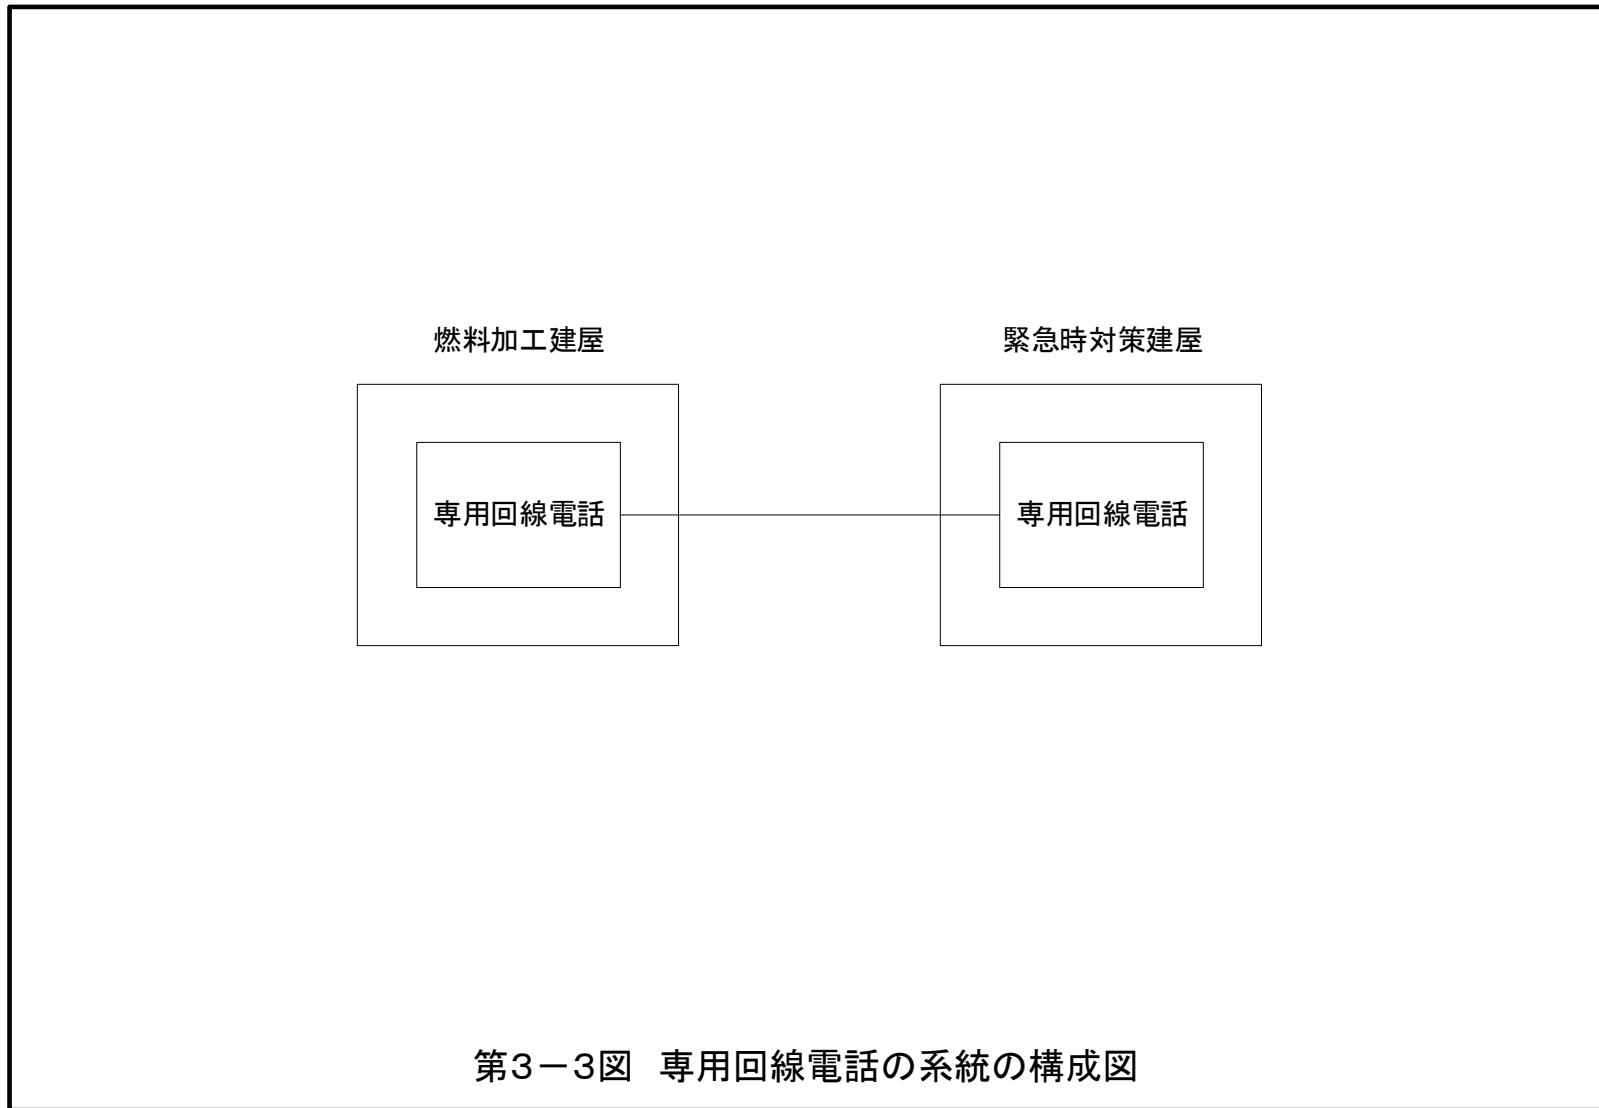 燃料加工建屋
緊急時対策建屋
専用回線電話
専用回線電話
第3－3図 専用回線電話の系統の構成図